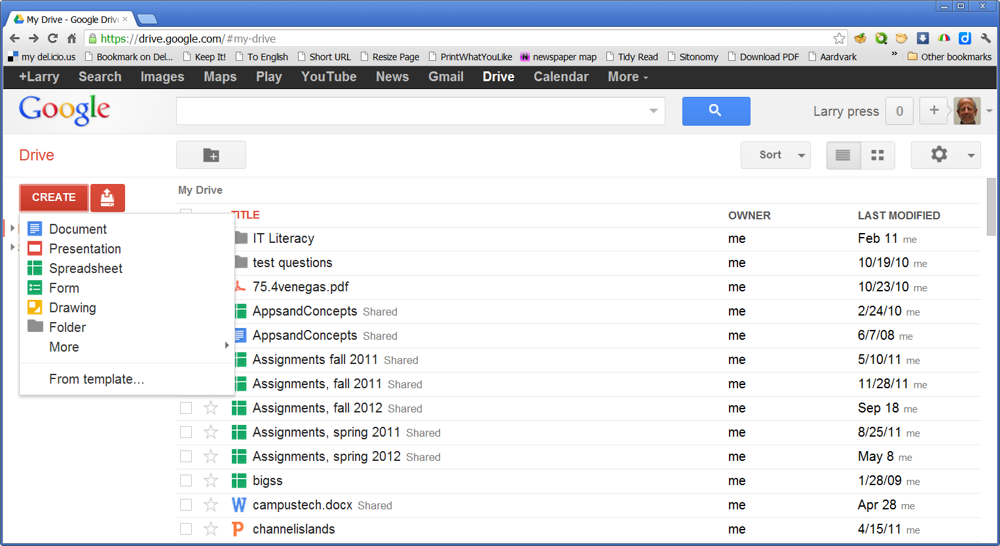 My Drive - Google Driv
https://drive.google.com/#my-drive
my del.icio.us Bookmark on Del... Keep It! To English Short URL Resize Page PrintWhatYouLike N newspaper map Tidy Read Sitonomy Download PDF Aardvark » Other bookmarks
+Larry Search Images Maps Play YouTube News Gmail Drive Calendar More
Google Larry press 0 +
Drive Sort
CREATE My Drive
TITLE OWNER LAST MODIFIED
Document
Presentation
Spreadsheet
Form
Drawing
Folder
More
From template...
IT Literacy me Feb 11 me
test questions me 10/19/10 me
75.4venegas.pdf me 10/23/10 me
AppsandConcepts Shared me 2/24/10 me
AppsandConcepts Shared me 6/7/08 me
Assignments fall 2011 Shared me 5/10/11 me
Assignments, fall 2011 Shared me 11/28/11 me
Assignments, fall 2012 Shared me Sep 18 me
Assignments, spring 2011 Shared me 8/25/11 me
Assignments, spring 2012 Shared me May 8 me
bigss me 1/28/09 me
W campustech.docx Shared me Apr 28 me
P channelislands me 4/15/11 me